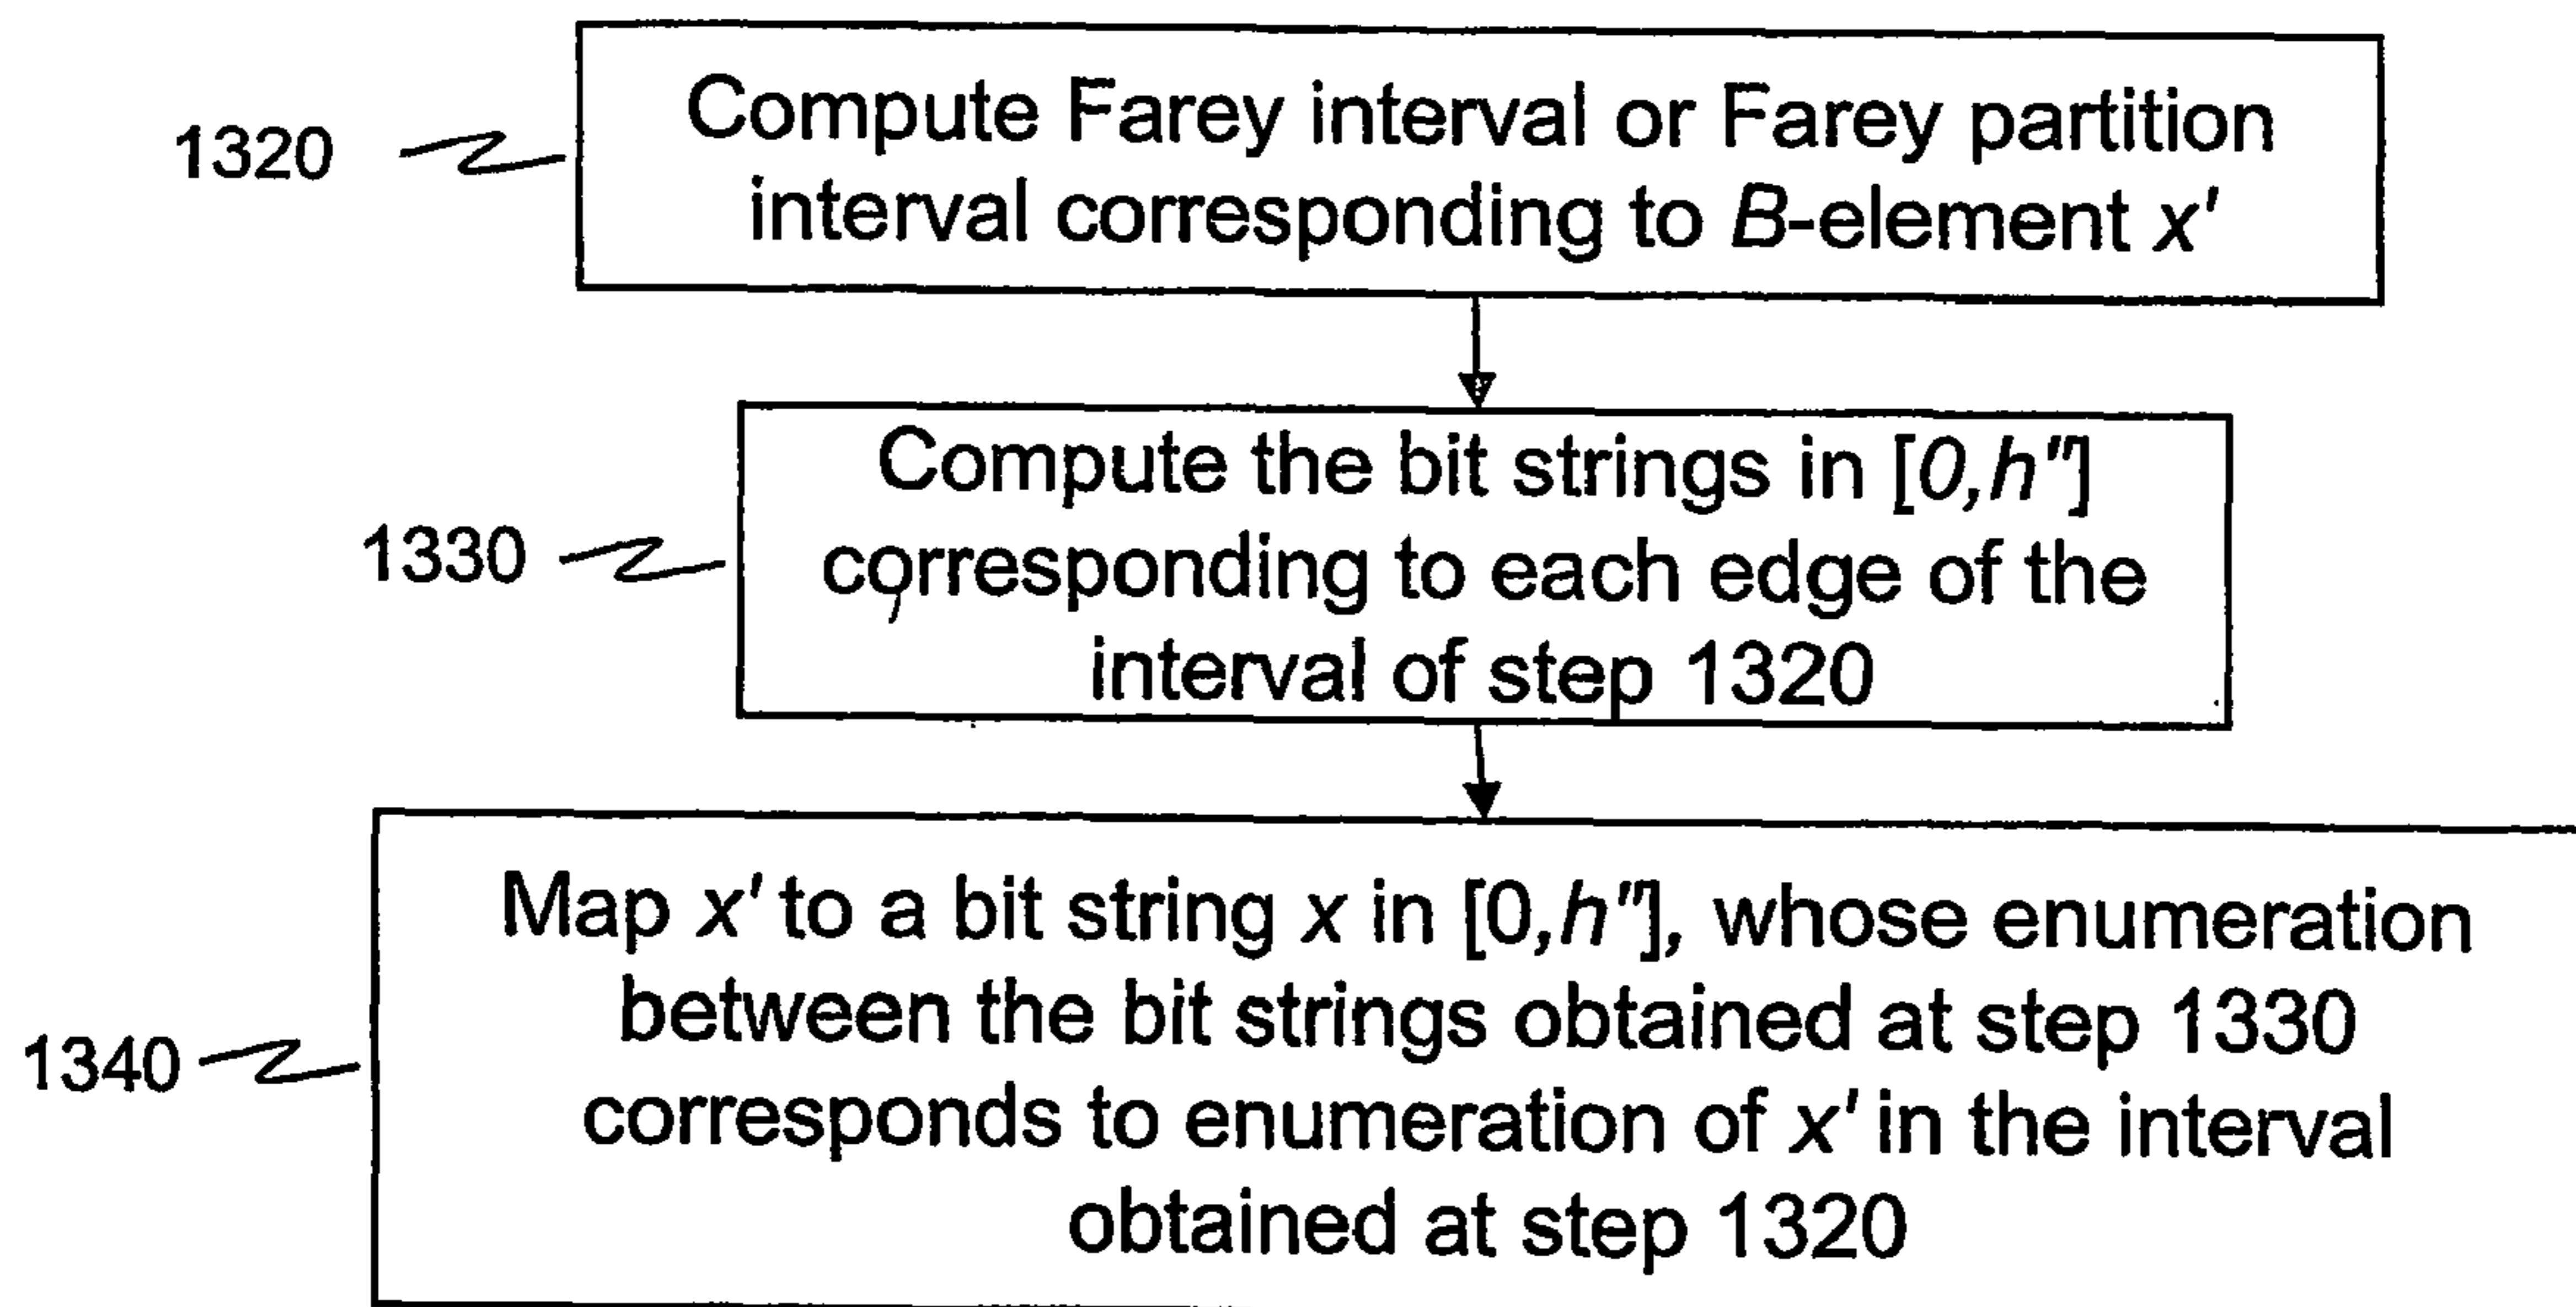 1320
Compute Farey interval or Farey partition
interval corresponding to B-element x'
1330
Compute the bit strings in [0,h"]
corresponding to each edge of the
interval of step 1320
1340
Map x' to a bit string x in [0,h"], whose enumeration
between the bit strings obtained at step 1330
corresponds to enumeration of x' in the interval
obtained at step 1320